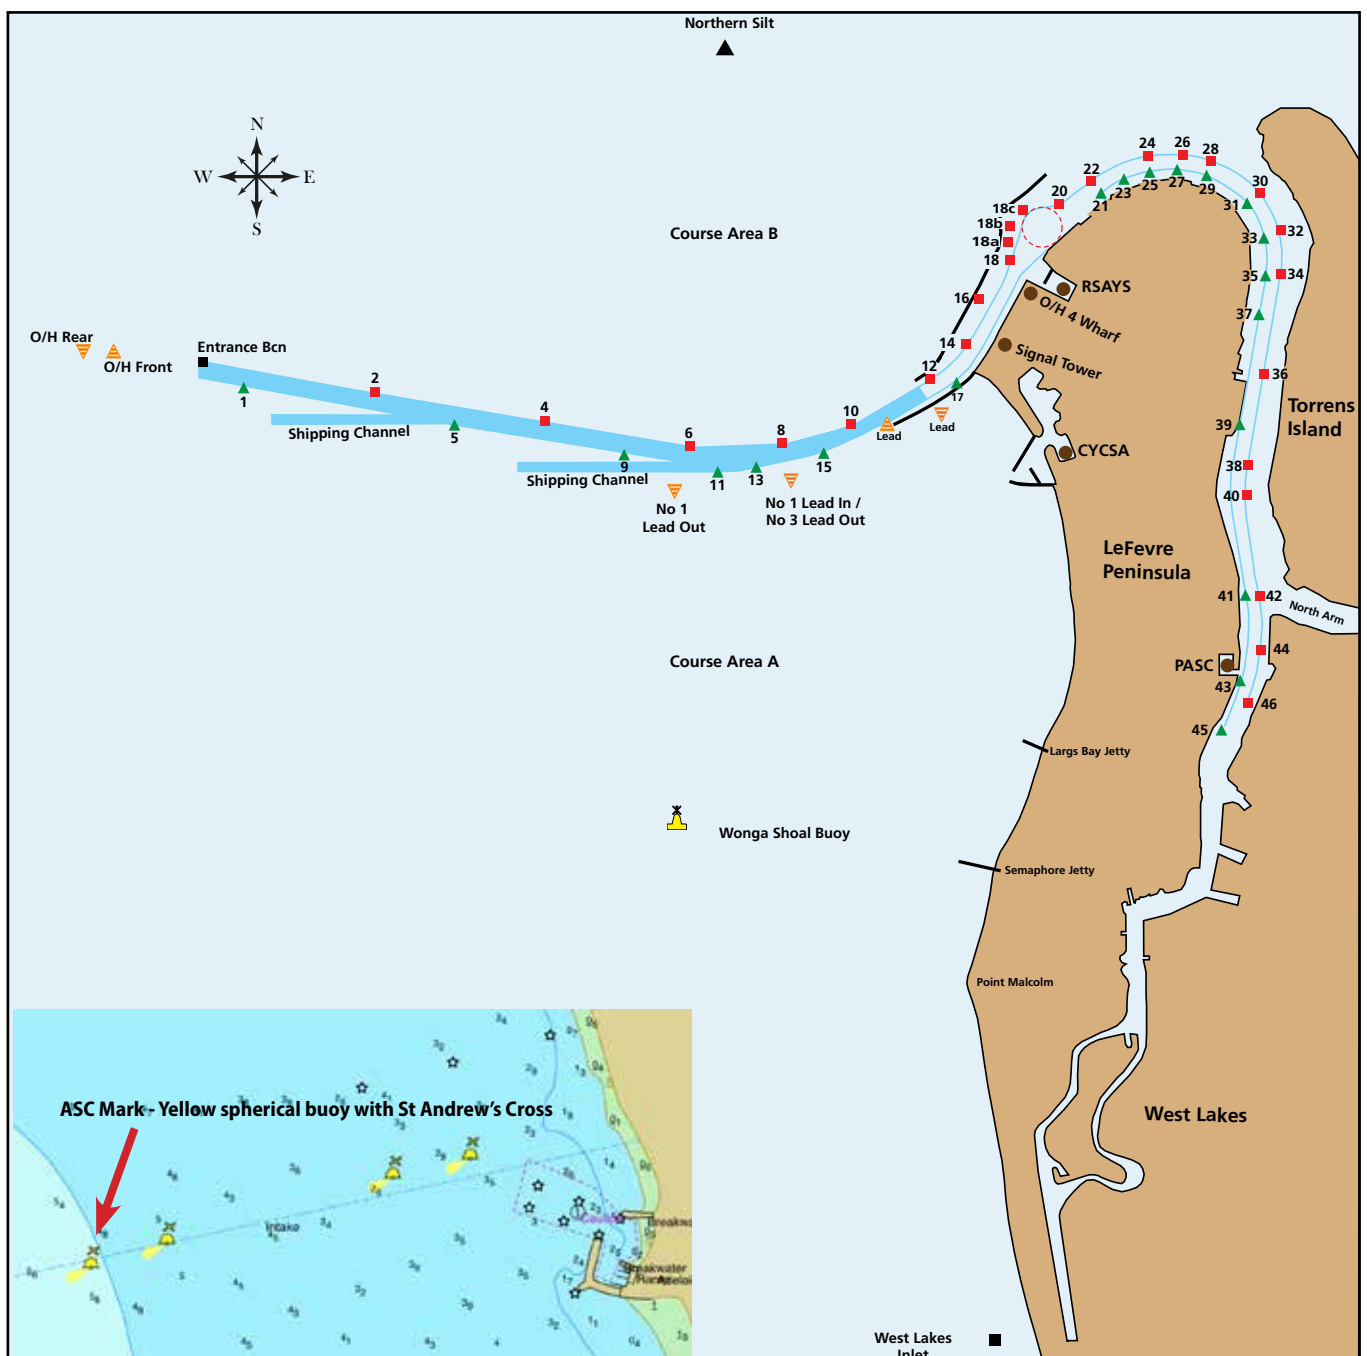 Northern Silt
N
W
E
S
Course Area B
24
26
28
22
30
20
18c
18b
18a
18
21
23
25
27
29
31
32
33
34
35
RSAYS
O/H 4 Wharf
16
37
Signal Tower
14
O/H Rear
O/H Front
Entrance Bcn
12
17
36
1
2
4
Shipping Channel
5
6
8
10
Lead
Lead
39
Torrens
Island
9
Shipping Channel
11
13
15
CYCSA
38
40
No 1
Lead Out
No 1 Lead In /
No 3 Lead Out
LeFevre
Peninsula
41
42
North Arm
Course Area A
44
PASC
43
46
45
Largs Bay Jetty
Wonga Shoal Buoy
Semaphore Jetty
Point Malcolm
ASC Mark - Yellow spherical buoy with St Andrew's Cross
West Lakes
Intake
Breakwater
West Lakes
Inlet